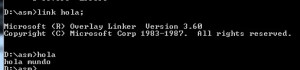 D:\asm>link hola;
Microsoft (R) Overlay Linker  Version 3.60
Copyright (C) Microsoft Corp 1983-1987.  All rights reserved.
D:\asm>hola
hola mundo
D:\asm>